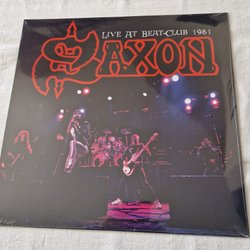 LIVE AT BEAT-CLUB 1981
SAXON